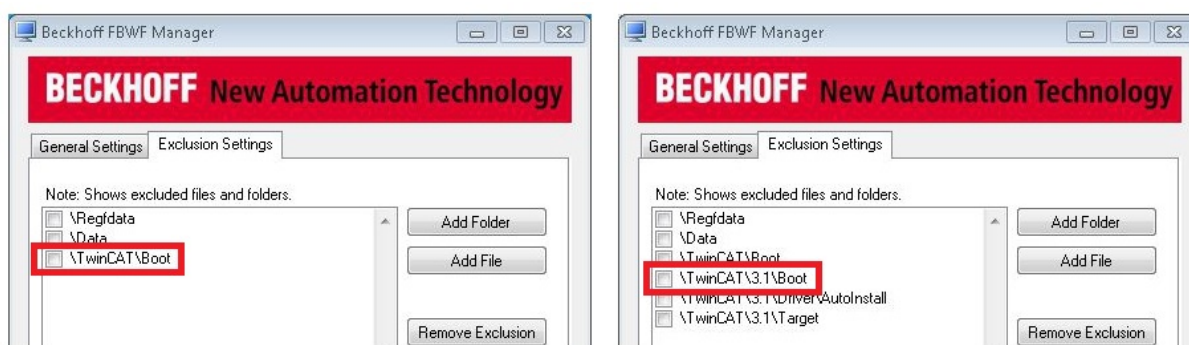 Beckhoff FBWF Manager
BECKHOFF New Automation Technology
General Settings Exclusion Settings
Note: Shows excluded files and folders.
\Regfdata
\Data
\TwinCAT\Boot
Add Folder
Add File
Remove Exclusion
Beckhoff FBWF Manager
BECKHOFF New Automation Technology
General Settings Exclusion Settings
Note: Shows excluded files and folders.
\Regfdata
\Data
\TwinCAT\Boot
\TwinCAT\3.1\Boot
\TwinCAT\3.1\Driver\AutoInstall
\TwinCAT\3.1\Target
Add Folder
Add File
Remove Exclusion